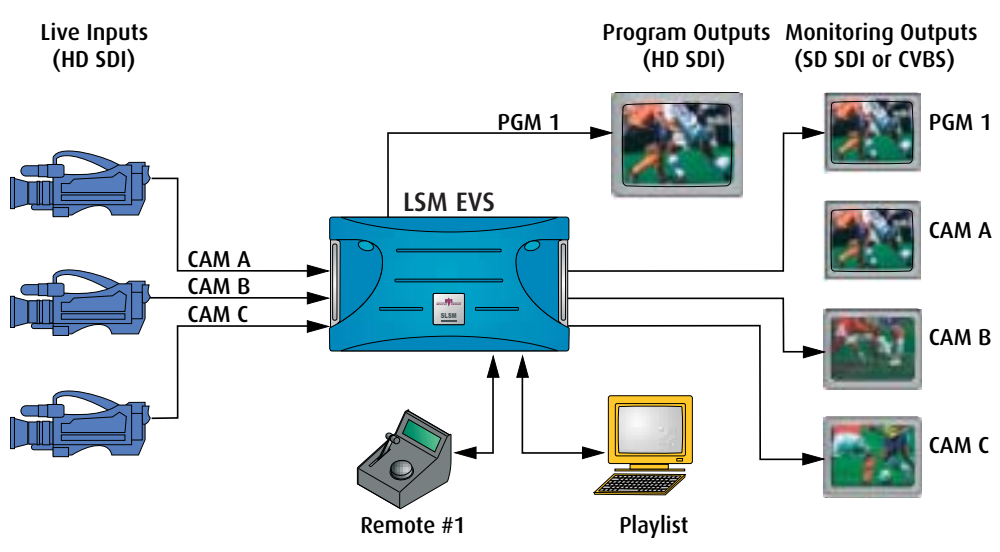 Live Inputs
(HD SDI)
Program Outputs
(HD SDI)
Monitoring Outputs
(SD SDI or CVBS)
PGM 1
PGM 1
LSM EVS
CAM A
CAM A
CAM B
CAM C
SLSM
CAM B
CAM C
Remote #1
Playlist